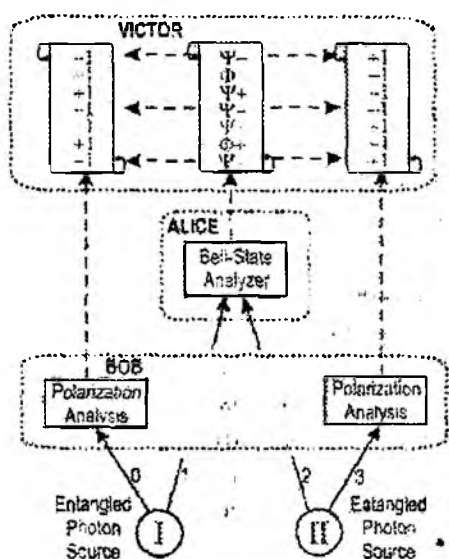 VICTOR
ALICE
Bell-State
Analyzer
BOB
Polarization
Analysis
Polarization
Analysis
0
1
2
3
Entangled
Photon
Source
I
II
Entangled
Photon
Source